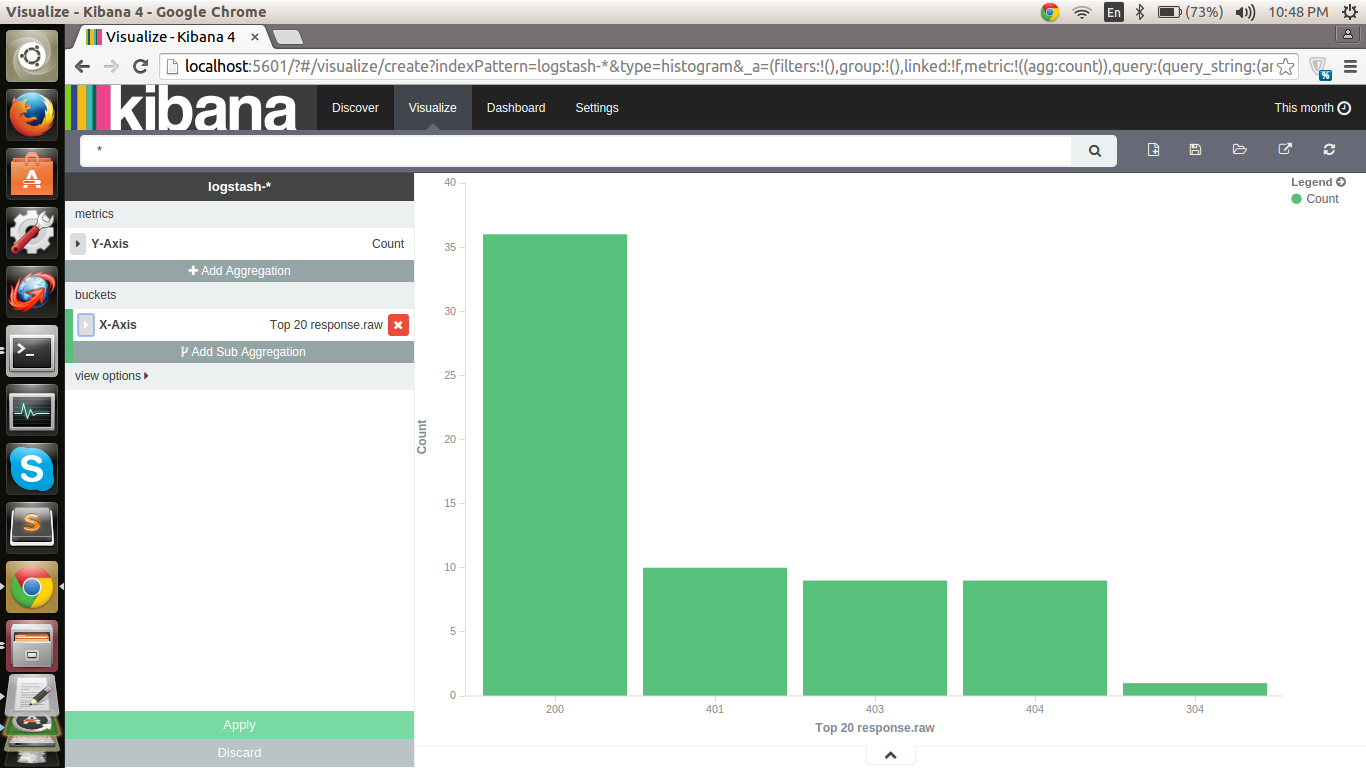 Visualize - Kibana 4 - Google Chrome
En
(73%)
10:48 PM
Visualize - Kibana 4
localhost:5601/?#/visualize/create?indexPattern=logstash-*&type=histogram&_a=(filters:!(),group:!(),linked:!f,metric:!((agg:count)),query:(query_string:(an
%
kibana
Discover
Visualize
Dashboard
Settings
This month
*
logstash-*
metrics
Y-Axis
Count
Add Aggregation
buckets
X-Axis
Top 20 response.raw
Add Sub Aggregation
view options
Apply
Discard
Legend
Count
40
35
30
25
20
15
10
5
0
Count
200
401
403
404
304
Top 20 response.raw